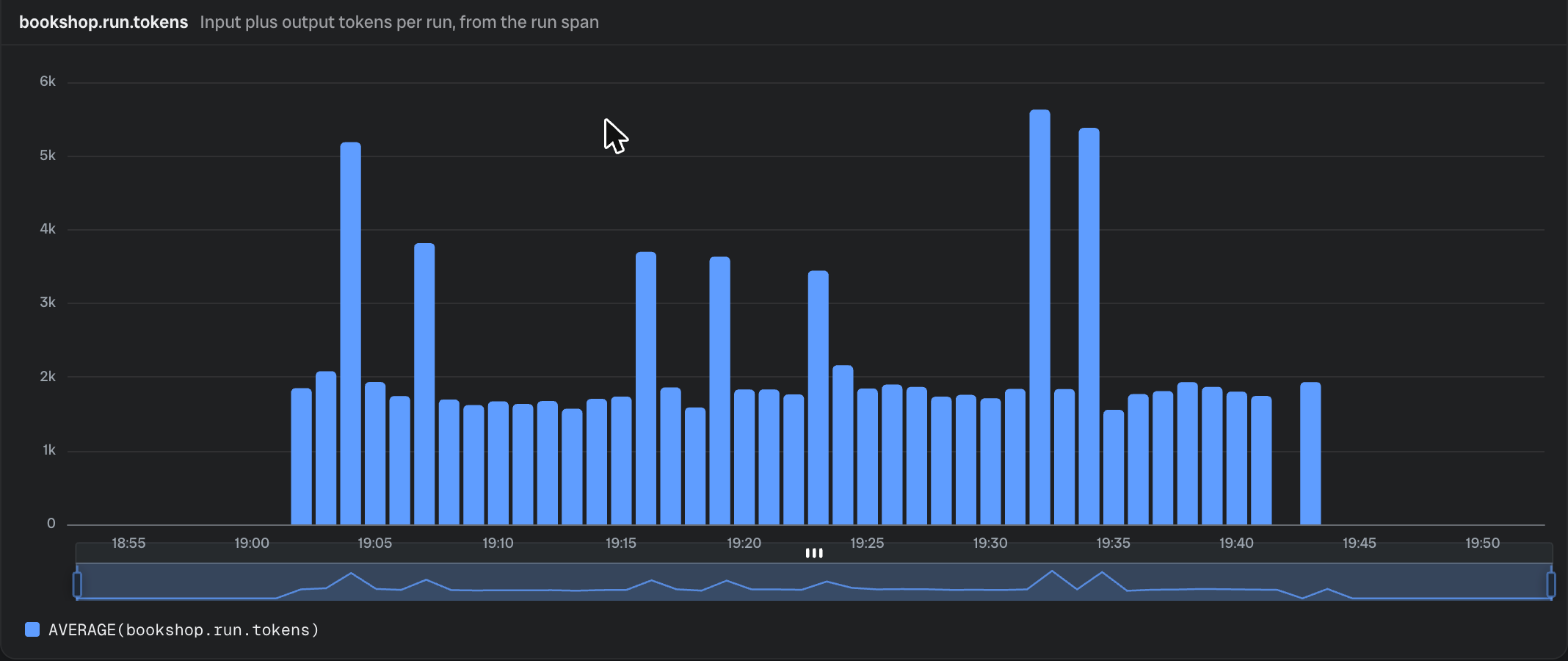 bookshop.run.tokens Input plus output tokens per run, from the run span
6k
5k
4k
3k
2k
1k
0
18:55 19:00 19:05 19:10 19:15 19:20 19:25 19:30 19:35 19:40 19:45 19:50
AVERAGE(bookshop.run.tokens)